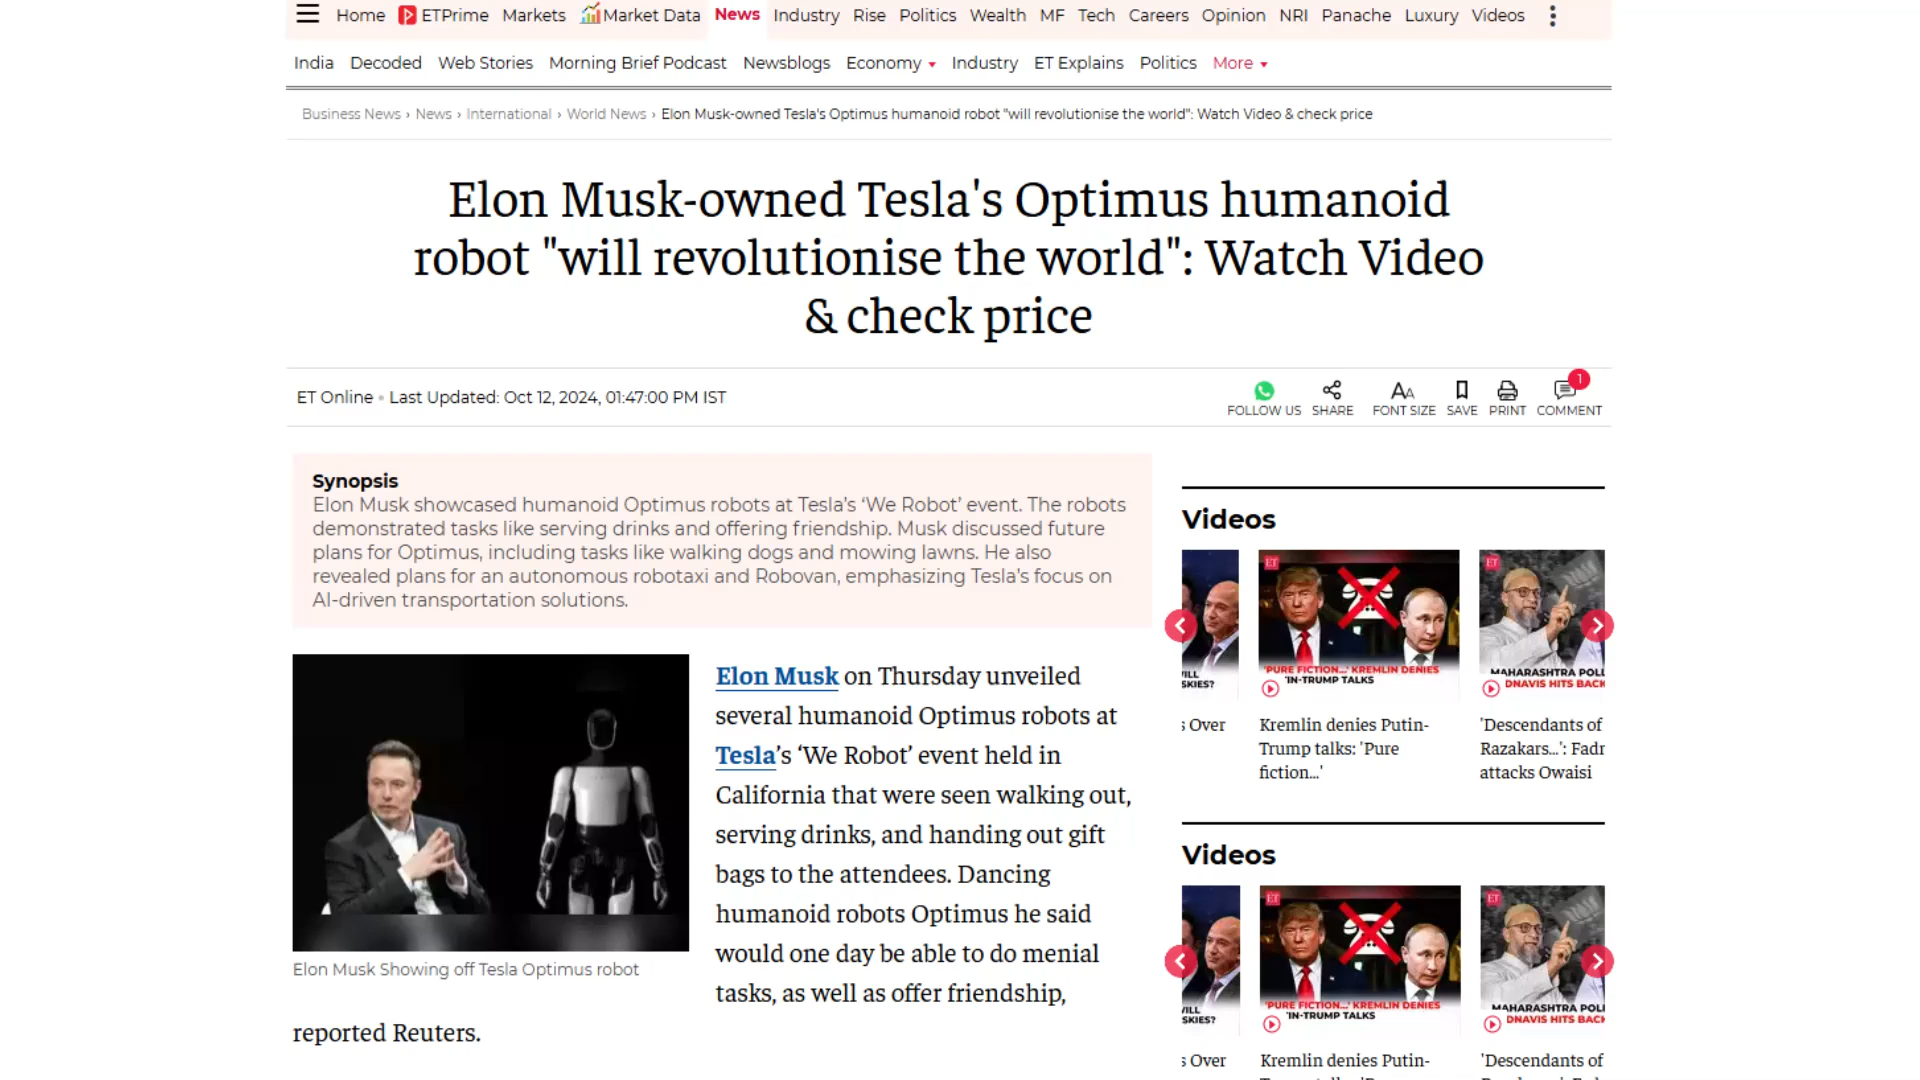 Home ETPrime Markets Market Data News Industry Rise Politics Wealth MF Tech Careers Opinion NRI Panache Luxury Videos
India Decoded Web Stories Morning Brief Podcast Newsblogs Economy Industry ET Explains Politics More
Business News › News › International › World News › Elon Musk-owned Tesla's Optimus humanoid robot "will revolutionise the world": Watch Video & check price
Elon Musk-owned Tesla's Optimus humanoid
robot "will revolutionise the world": Watch Video
& check price
ET Online • Last Updated: Oct 12, 2024, 01:47:00 PM IST
FOLLOW US SHARE FONT SIZE SAVE PRINT COMMENT
1
Synopsis
Elon Musk showcased humanoid Optimus robots at Tesla's ‘We Robot’ event. The robots
demonstrated tasks like serving drinks and offering friendship. Musk discussed future
plans for Optimus, including tasks like walking dogs and mowing lawns. He also
revealed plans for an autonomous robotaxi and Robovan, emphasizing Tesla's focus on
AI-driven transportation solutions.
Elon Musk Showing off Tesla Optimus robot
Elon Musk on Thursday unveiled
several humanoid Optimus robots at
Tesla’s ‘We Robot’ event held in
California that were seen walking out,
serving drinks, and handing out gift
bags to the attendees. Dancing
humanoid robots Optimus he said
would one day be able to do menial
tasks, as well as offer friendship,
reported Reuters.
Videos
ET
ET
ILL
SKIES?
'PURE FICTION...' KREMLIN DENIES
'IN-TRUMP TALKS
MAHARASHTRA POLL
DNAVIS HITS BACK
s Over
Kremlin denies Putin-
Trump talks: 'Pure
fiction...'
'Descendants of
Razakars...': Fadn
attacks Owaisi
Videos
ET
ET
ILL
SKIES?
'PURE FICTION...' KREMLIN DENIES
'IN-TRUMP TALKS
MAHARASHTRA POLL
DNAVIS HITS BACK
s Over
Kremlin denies Putin-
'Descendants of